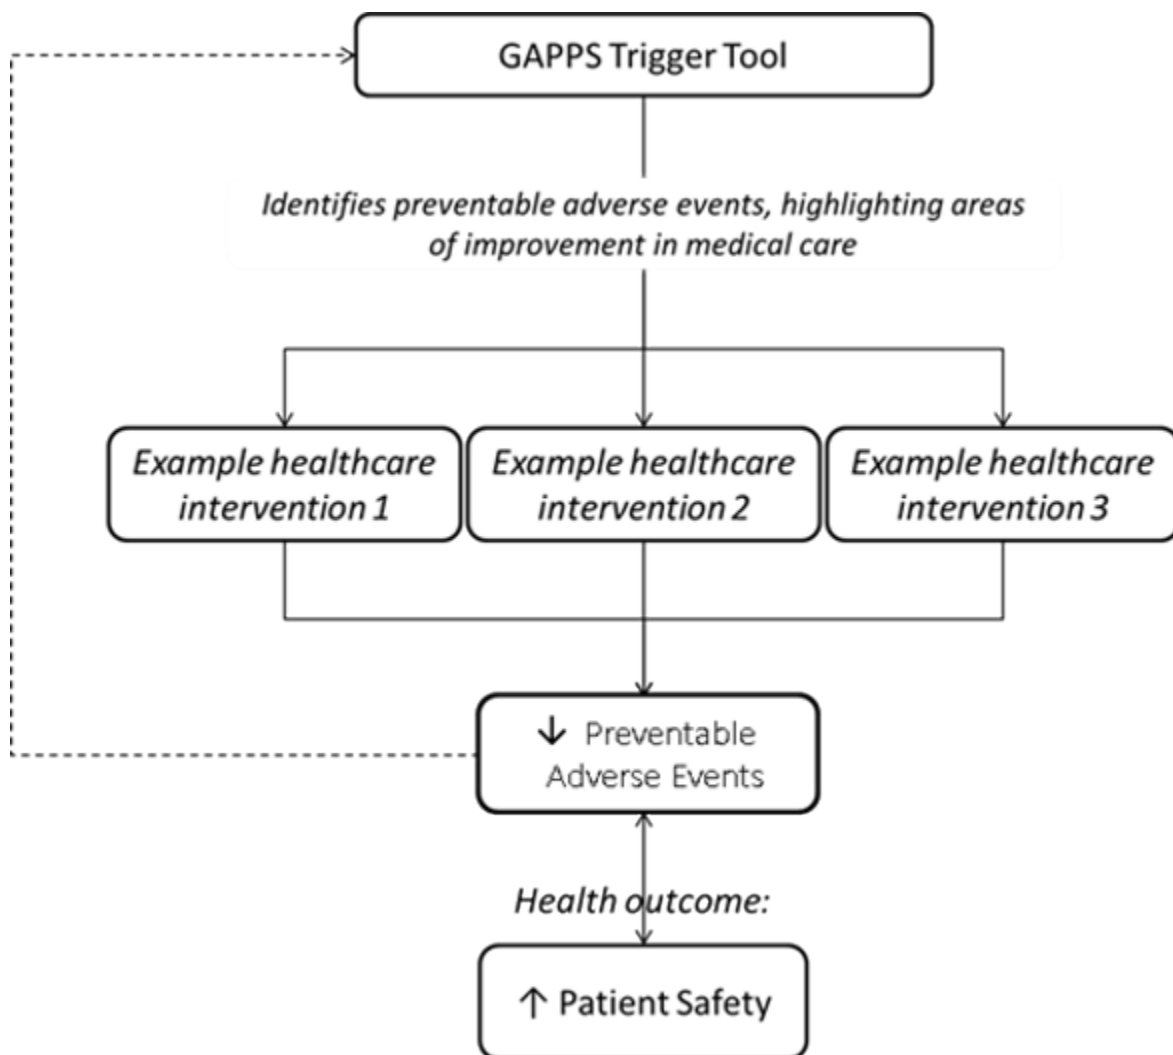 GAPPS Trigger Tool
Identifies preventable adverse events, highlighting areas
of improvement in medical care
Example healthcare
intervention 1
Example healthcare
intervention 2
Example healthcare
intervention 3
↓ Preventable
Adverse Events
Health outcome:
↑ Patient Safety